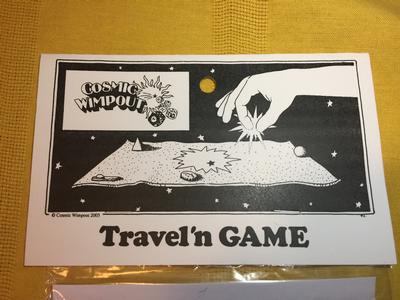 COSMIC
WIMPOUT
© Cosmic Wimpout 2003
Travel'n GAME